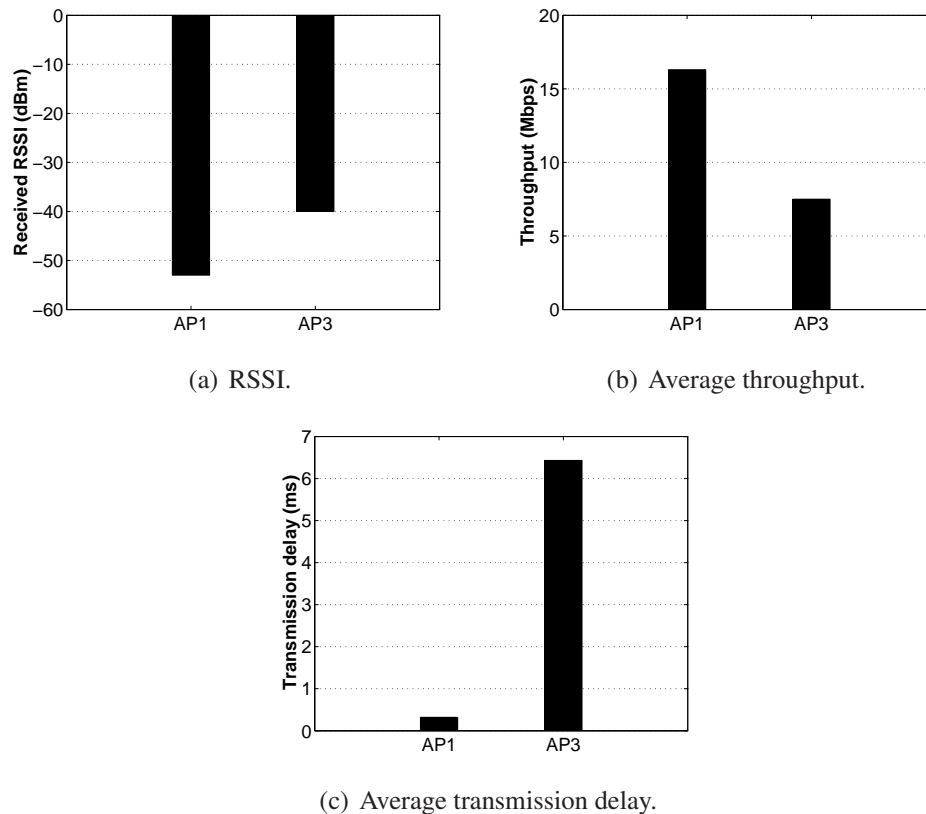 0
−10
−20
−30
−40
−50
−60
Received RSSI (dBm)
AP1 AP3
(a) RSSI.
20
15
10
5
0
Throughput (Mbps)
AP1 AP3
(b) Average throughput.
7
6
5
4
3
2
1
0
Transmission delay (ms)
AP1 AP3
(c) Average transmission delay.